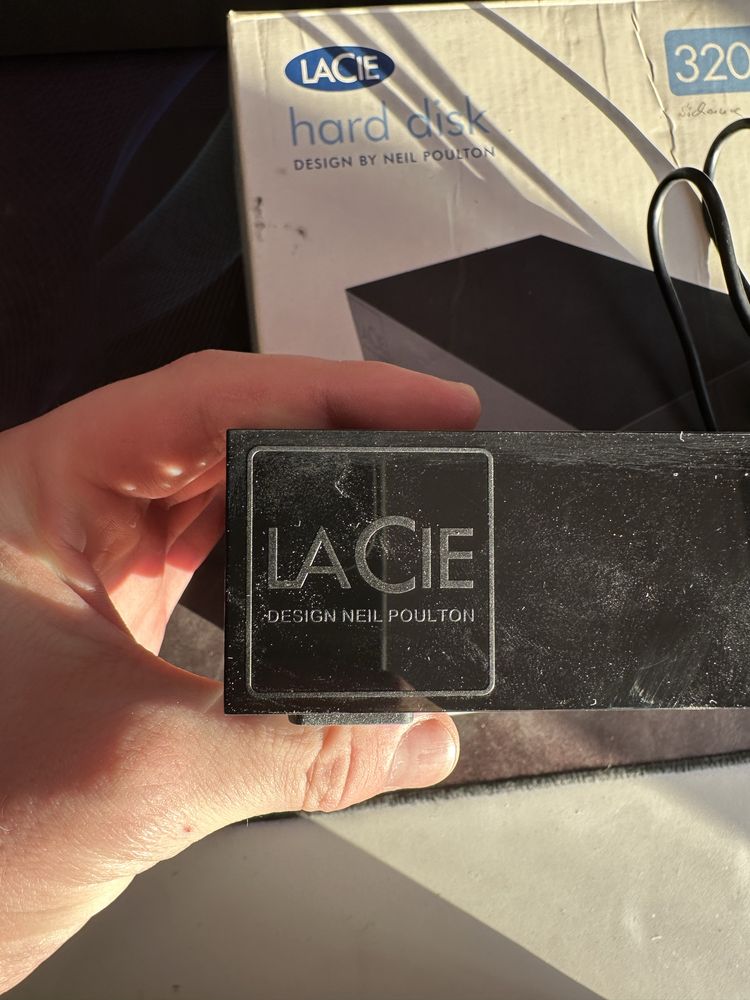 LACIE
320
hard disk
DESIGN BY NEIL POULTON
LACIE
DESIGN NEIL POULTON